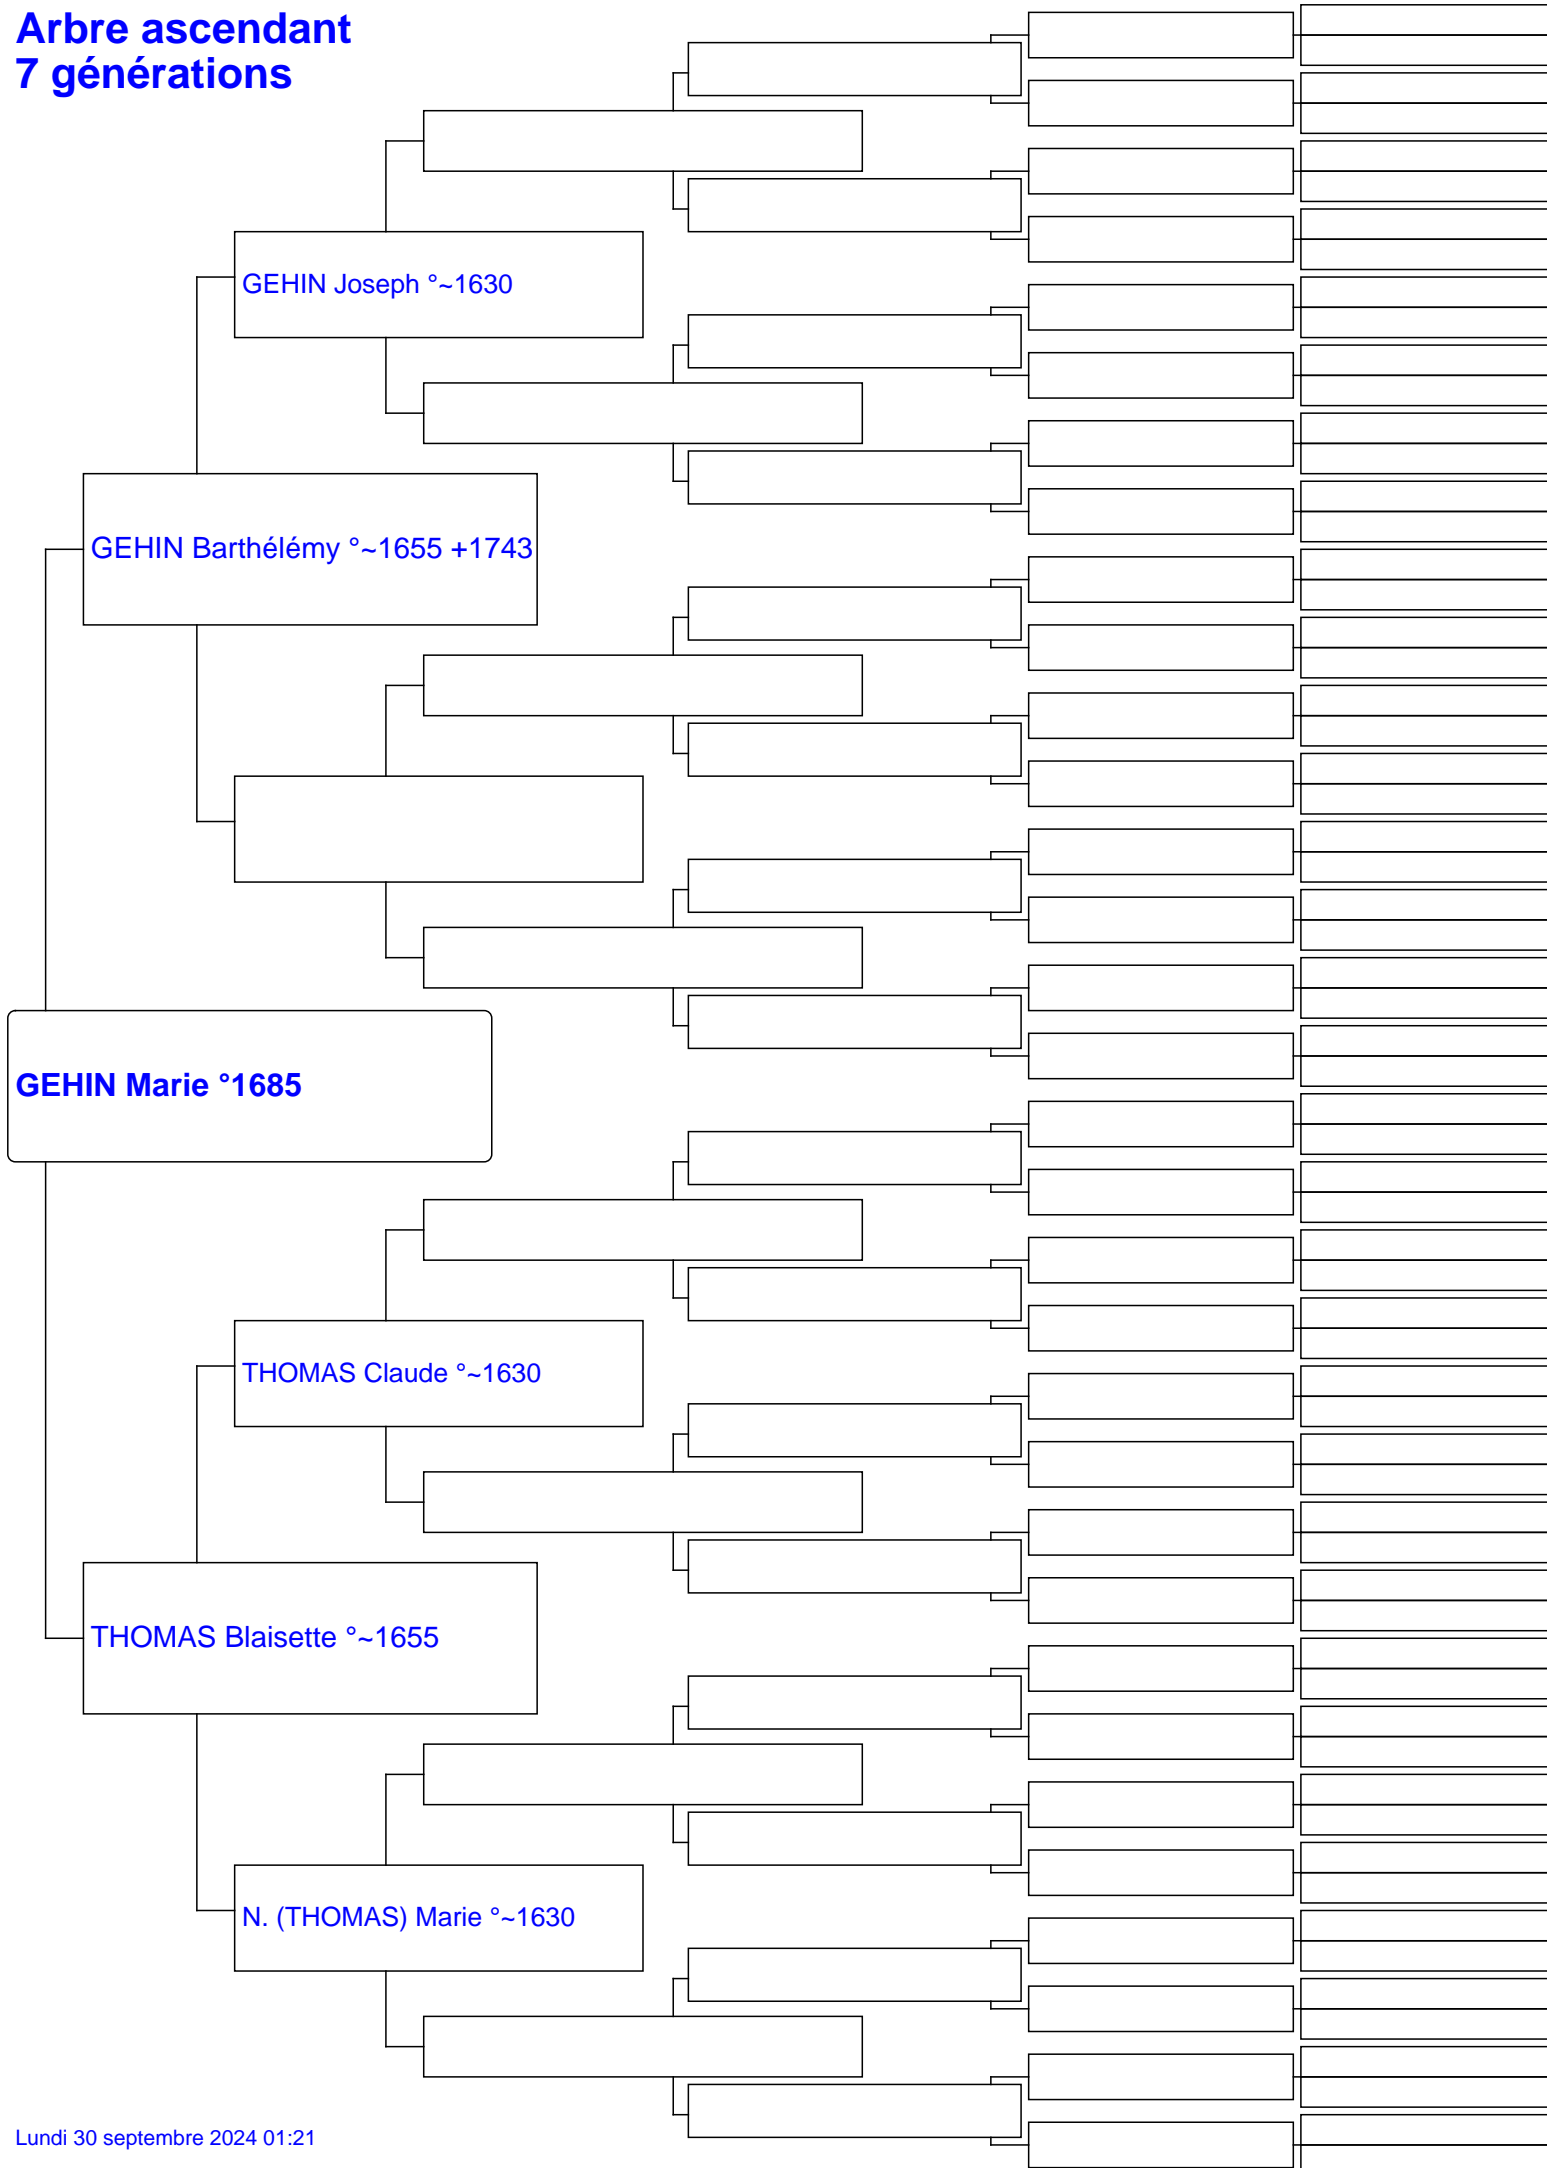 Arbre ascendant
7 générations
GEHIN Joseph °~1630
GEHIN Barthélémy °~1655 +1743
GEHIN Marie °1685
THOMAS Claude °~1630
THOMAS Blaisette °~1655
N. (THOMAS) Marie °~1630
Lundi 30 septembre 2024 01:21